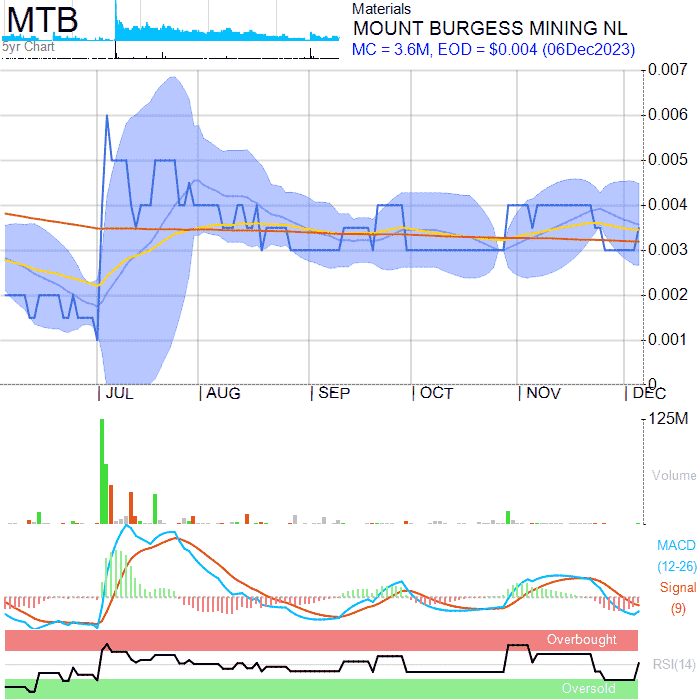 MTB
5yr Chart
Materials
MOUNT BURGESS MINING NL
MC = 3.6M, EOD = $0.004 (06Dec2023)
0.007
0.006
0.005
0.004
0.003
0.002
0.001
0
JUL AUG SEP OCT NOV DEC
125M
Volume
MACD
(12-26)
Signal
(9)
Overbought
RSI(14)
Oversold